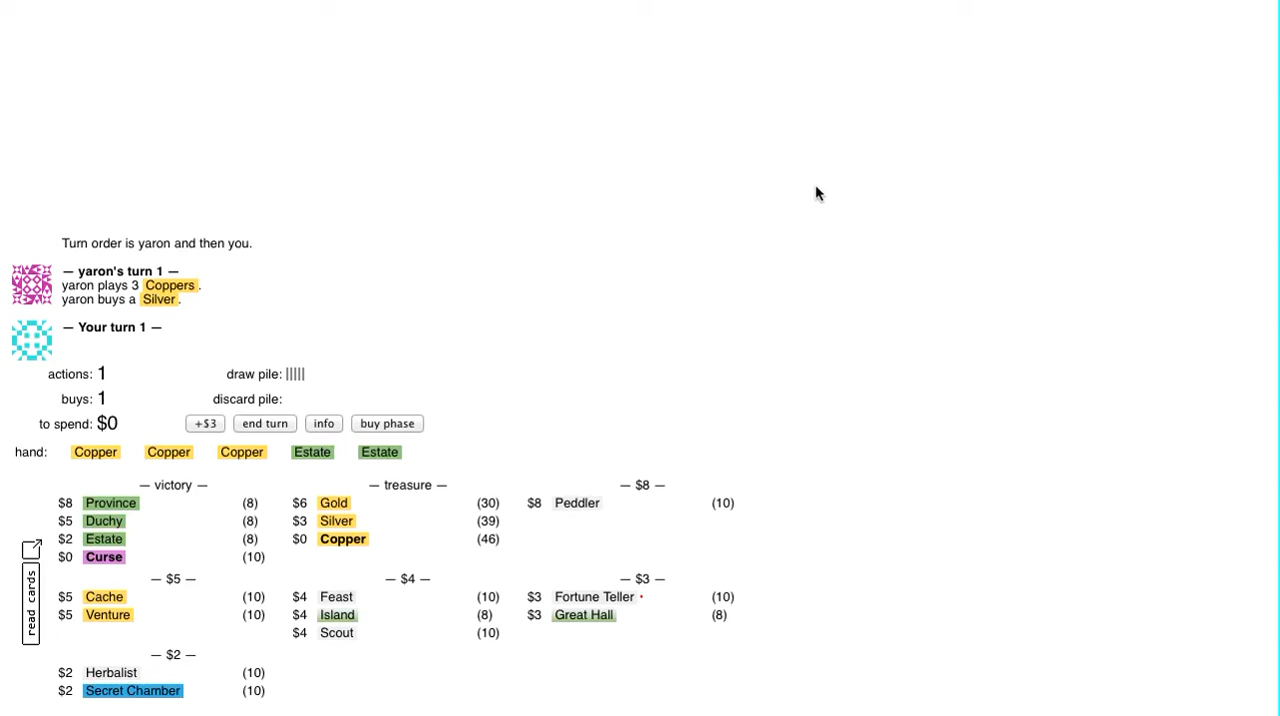 Turn order is yaron and then you.
— yaron's turn 1 —
yaron plays 3 Coppers.
yaron buys a Silver.
— Your turn 1 —
actions: 1 draw pile: |||||
buys: 1 discard pile:
to spend: $0 +$3 end turn info buy phase
hand: Copper Copper Copper Estate Estate
— victory — — treasure — — $8 —
$8 Province (8) $6 Gold (30) $8 Peddler (10)
$5 Duchy (8) $3 Silver (39)
$2 Estate (8) $0 Copper (46)
$0 Curse (10)
— $5 — — $4 — — $3 —
$5 Cache (10) $4 Feast (10) $3 Fortune Teller • (10)
$5 Venture (10) $4 Island (8) $3 Great Hall (8)
$4 Scout (10)
read cards
— $2 —
$2 Herbalist (10)
$2 Secret Chamber (10)